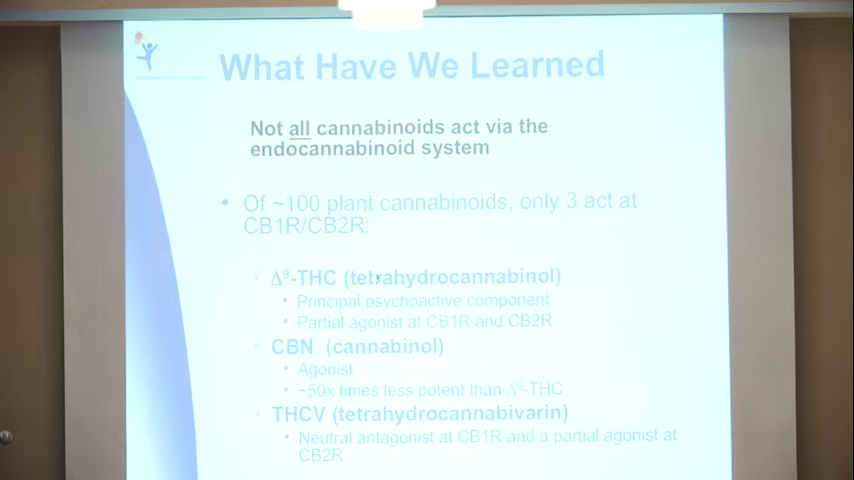 What Have We Learned
Not all cannabinoids act via the
endocannabinoid system
• Of ~100 plant cannabinoids, only 3 act at
CB1R/CB2R:
• Δ⁹-THC (tetrahydrocannabinol)
• Principal psychoactive component
• Partial agonist at CB1R and CB2R
• CBN (cannabinol)
• Agonist
• ~50x times less potent than Δ⁹-THC
• THCV (tetrahydrocannabivarin)
• Neutral antagonist at CB1R and a partial agonist at
CB2R